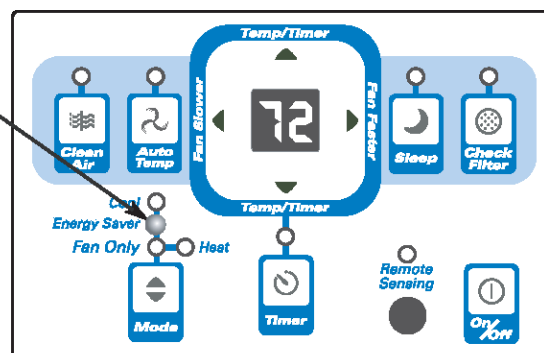 Temp/Timer
Fan Slower
72
Fan Faster
Clean
Air
Auto
Temp
Sleep
Check
Filter
Temp/Timer
Cool
Energy Saver
Fan Only
Heat
Mode
Timer
Remote
Sensing
On/Off